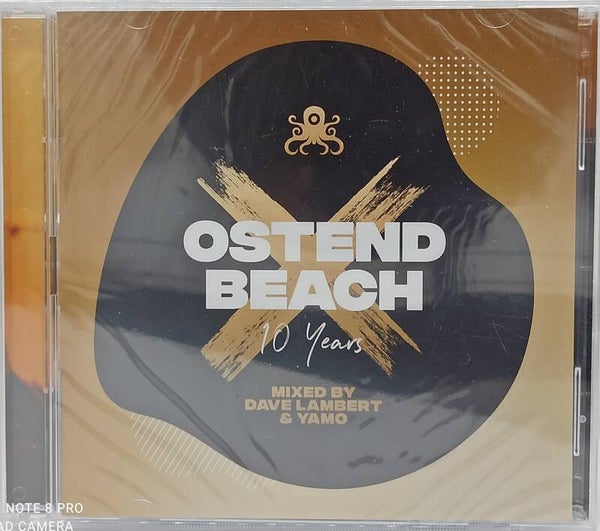 OSTEND
BEACH
10 Years
MIXED BY
DAVE LAMBERT
& YAMO
NOTE 8 PRO
AD CAMERA